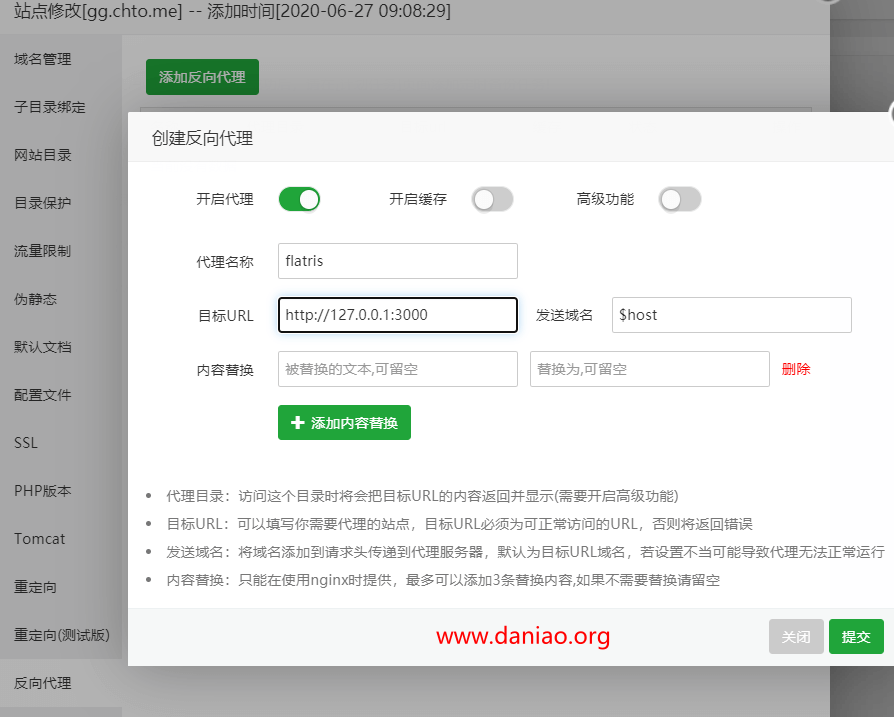 站点修改[gg.chto.me] -- 添加时间[2020-06-27 09:08:29]
域名管理
子目录绑定
网站目录
目录保护
流量限制
伪静态
默认文档
配置文件
SSL
PHP版本
Tomcat
重定向
重定向(测试版)
反向代理
添加反向代理
创建反向代理
开启代理 开启缓存 高级功能
代理名称 flatris
目标URL http://127.0.0.1:3000 发送域名 $host
内容替换 被替换的文本,可留空 替换为,可留空 删除
添加内容替换
代理目录：访问这个目录时将会把目标URL的内容返回并显示(需要开启高级功能)
目标URL：可以填写你需要代理的站点，目标URL必须为可正常访问的URL，否则将返回错误
发送域名：将域名添加到请求头传递到代理服务器，默认为目标URL域名，若设置不当可能导致代理无法正常运行
内容替换：只能在使用nginx时提供，最多可以添加3条替换内容,如果不需要替换请留空
www.daniao.org
关闭 提交